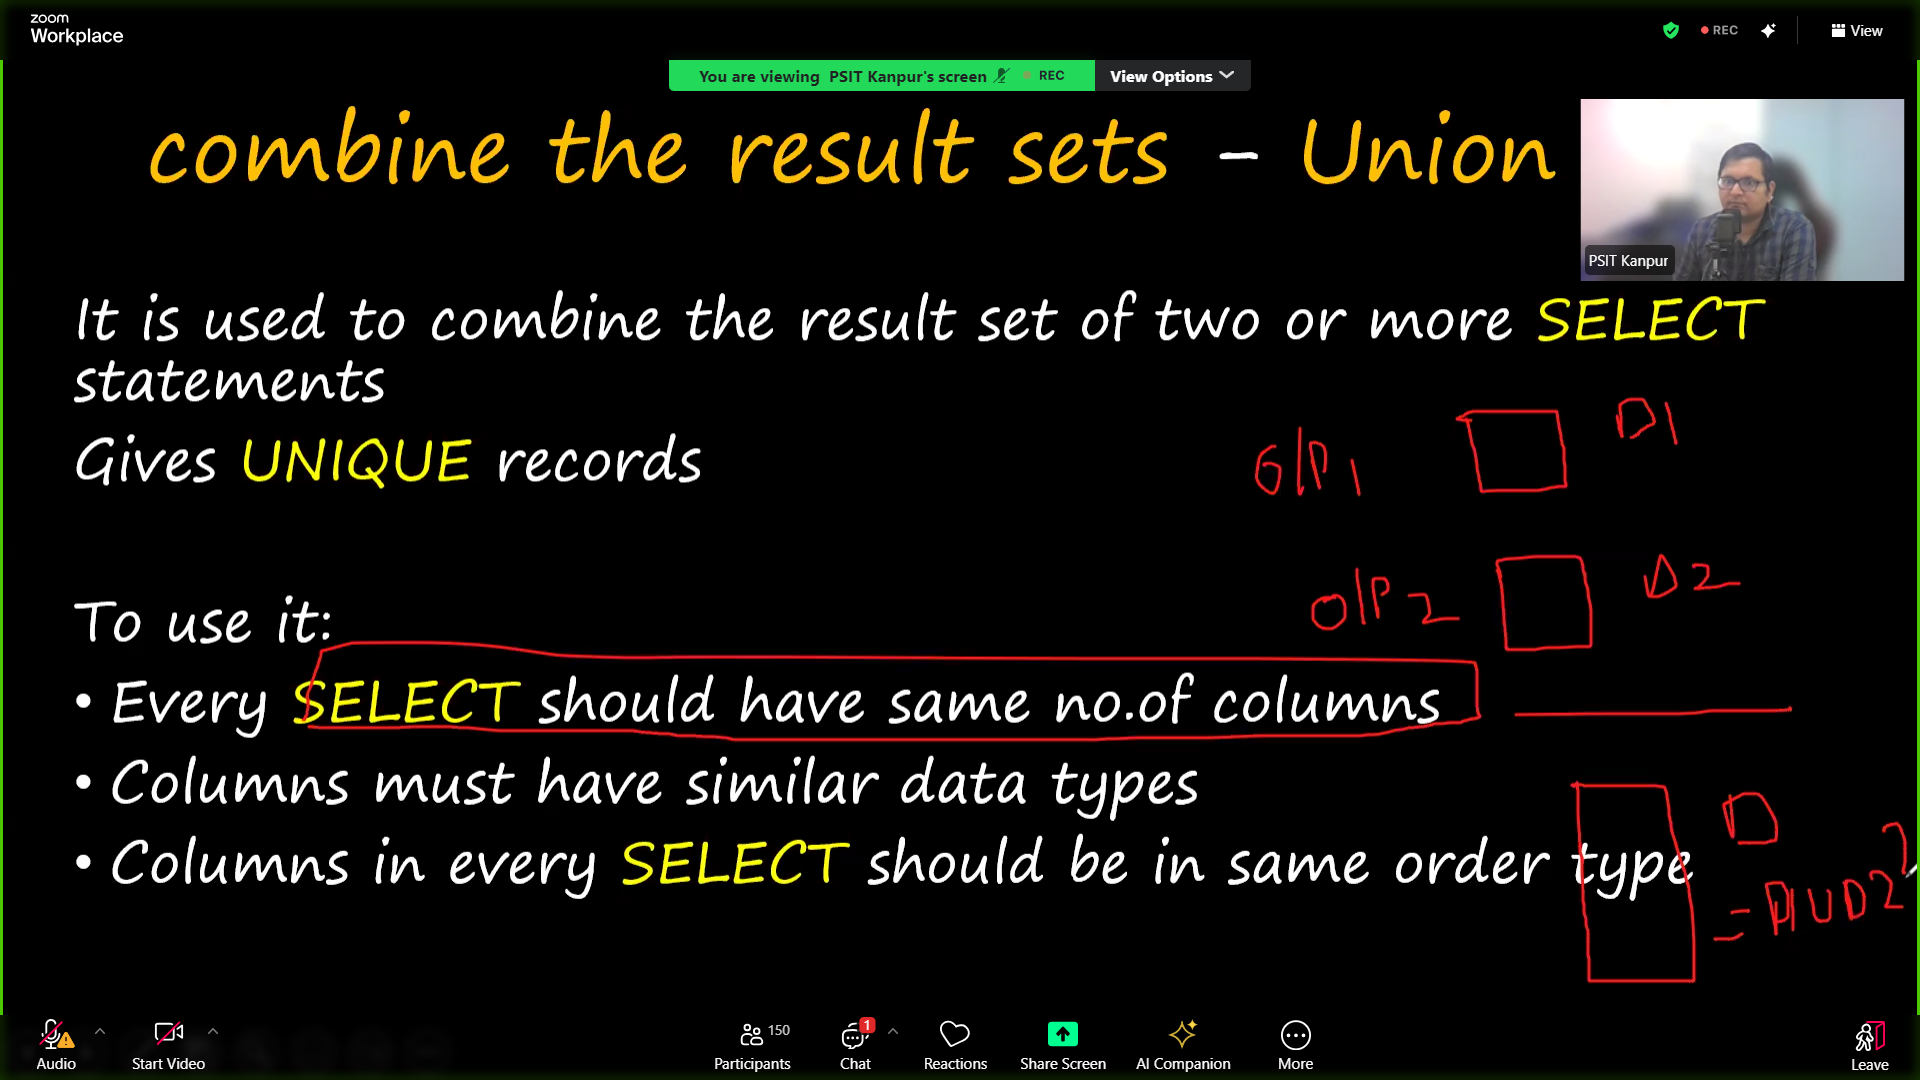 zoom
Workplace
REC
View
You are viewing PSIT Kanpur's screen REC View Options
combine the result sets – Union
PSIT Kanpur
It is used to combine the result set of two or more SELECT
statements
Gives UNIQUE records
O/P 1 D1
O/P 2 D2
To use it:
• Every SELECT should have same no.of columns
• Columns must have similar data types
• Columns in every SELECT should be in same order type
D
= D1UD2
Audio
Start Video
150
Participants
1
Chat
Reactions
Share Screen
AI Companion
More
Leave